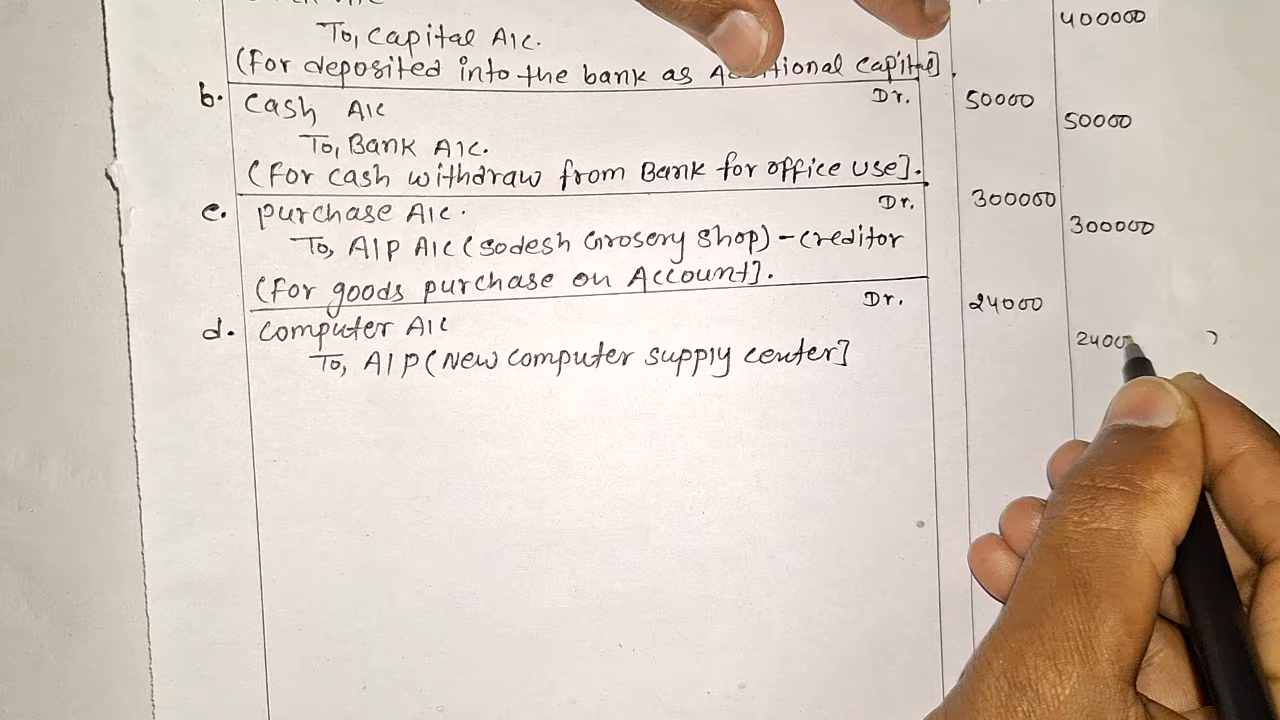 400000
To, Capital A/c.
(For deposited into the bank as Additional capital].
b. Cash A/c Dr. 50000
To, Bank A/c. 50000
(For cash withdraw from Bank for office use].
c. purchase A/c. Dr. 300000
To, A/P A/c (sodesh Grosery shop) - creditor 300000
(for goods purchase on Account].
d. computer A/c Dr. 24000
To, A/P (New computer supply center] 24000